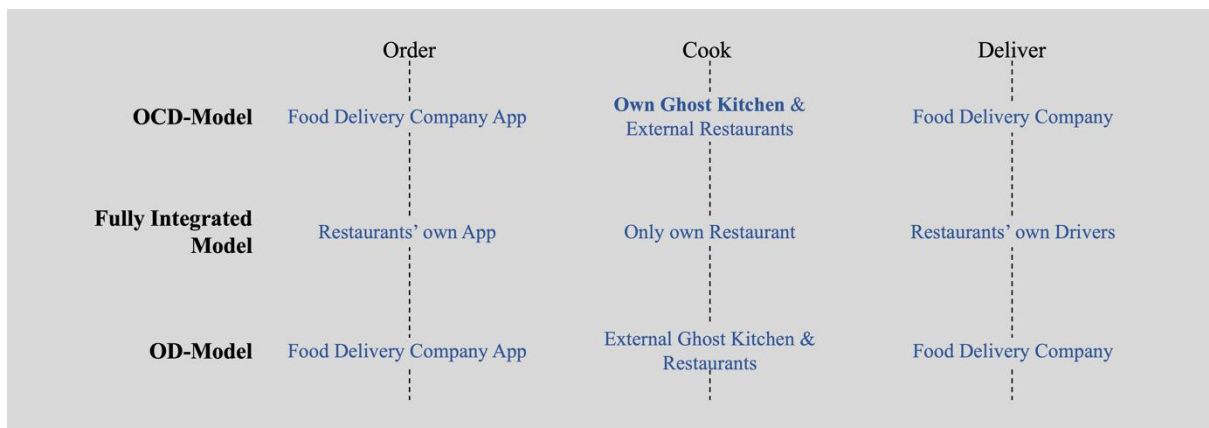 Order Cook Deliver
OCD-Model Food Delivery Company App Own Ghost Kitchen & Food Delivery Company
External Restaurants
Fully Integrated
Model
Restaurants’ own App Only own Restaurant Restaurants’ own Drivers
OD-Model Food Delivery Company App External Ghost Kitchen & Food Delivery Company
Restaurants